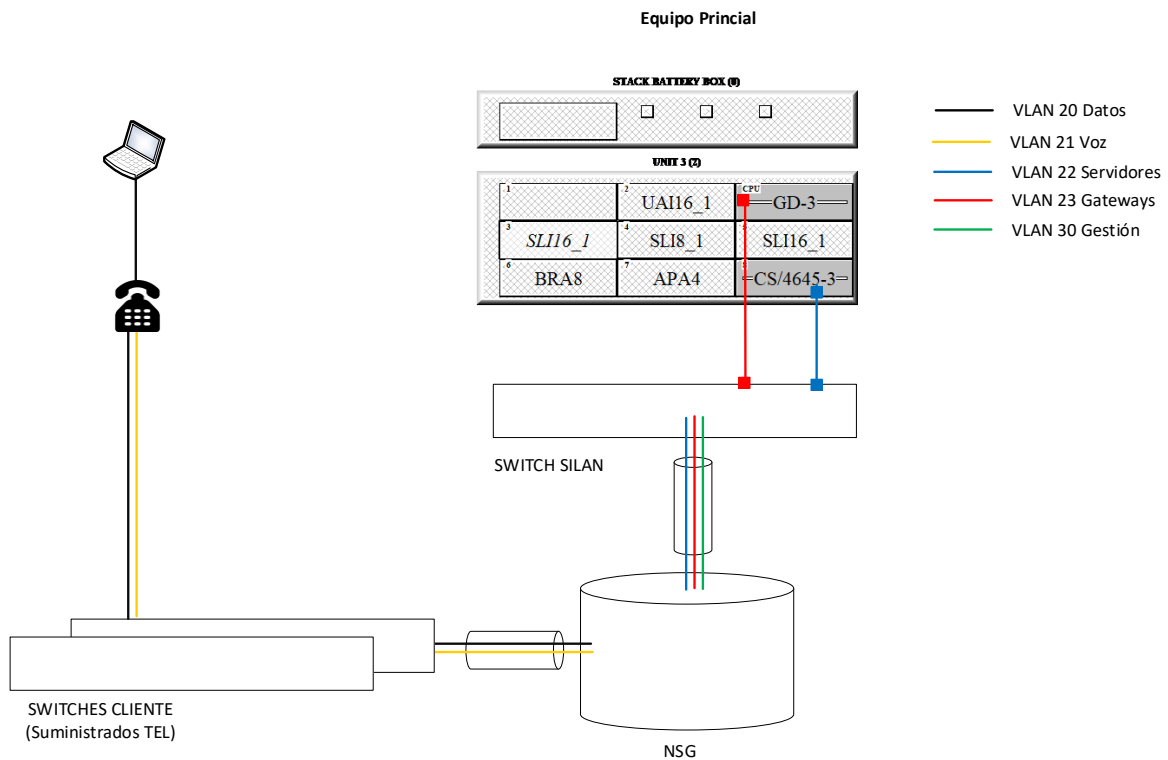 Equipo Princial
STACK BATTERY BOX (0)
UNIT 3 (2)
1
2
UAI16_1
CPU
GD-3
3
SLI16_1
4
SLI8_1
SLI16_1
6
BRA8
7
APA4
CS/4645-3
VLAN 20 Datos
VLAN 21 Voz
VLAN 22 Servidores
VLAN 23 Gateways
VLAN 30 Gestión
SWITCH SILAN
SWITCHES CLIENTE
(Suministrados TEL)
NSG